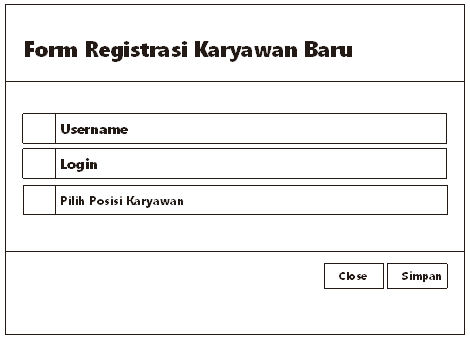 Form Registrasi Karyawan Baru
Username
Login
Pilih Posisi Karyawan
Close Simpan